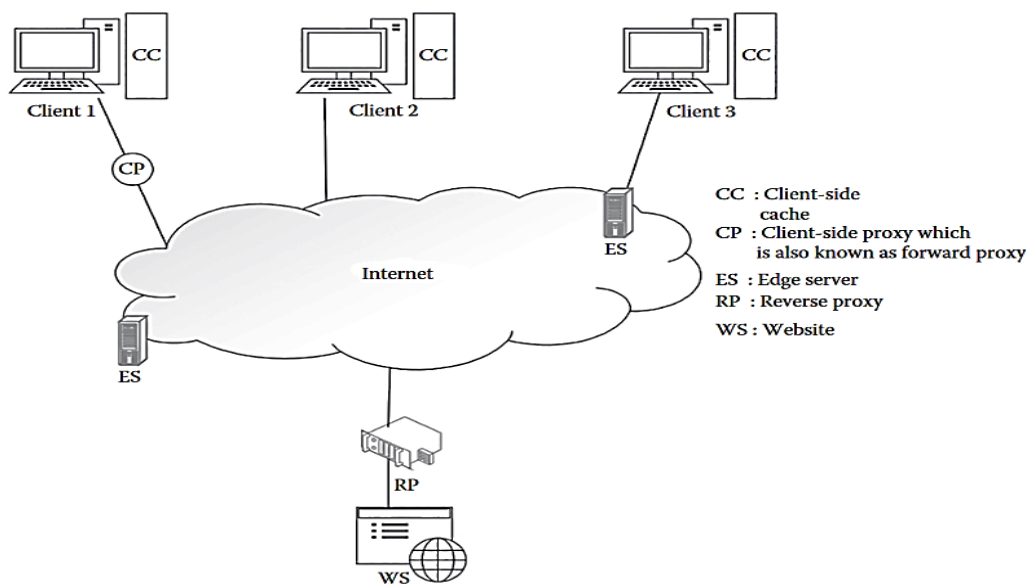 CC
CC
CC
Client 1
Client 2
Client 3
CP
ES
Internet
ES
RP
WS
CC : Client-side
cache
CP : Client-side proxy which
is also known as forward proxy
ES : Edge server
RP : Reverse proxy
WS : Website